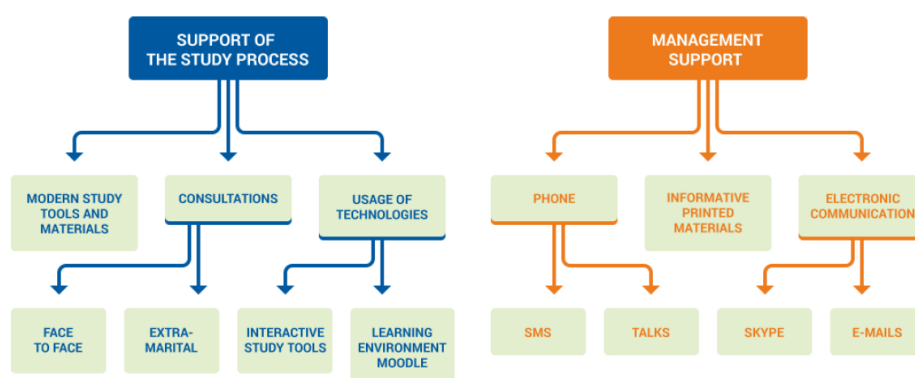 SUPPORT OF
THE STUDY PROCESS
MANAGEMENT
SUPPORT
MODERN STUDY
TOOLS AND
MATERIALS
CONSULTATIONS
USAGE OF
TECHNOLOGIES
PHONE
INFORMATIVE
PRINTED
MATERIALS
ELECTRONIC
COMMUNICATION
FACE
TO FACE
EXTRA-
MARITAL
INTERACTIVE
STUDY TOOLS
LEARNING
ENVIRONMENT
MOODLE
SMS
TALKS
SKYPE
E-MAILS